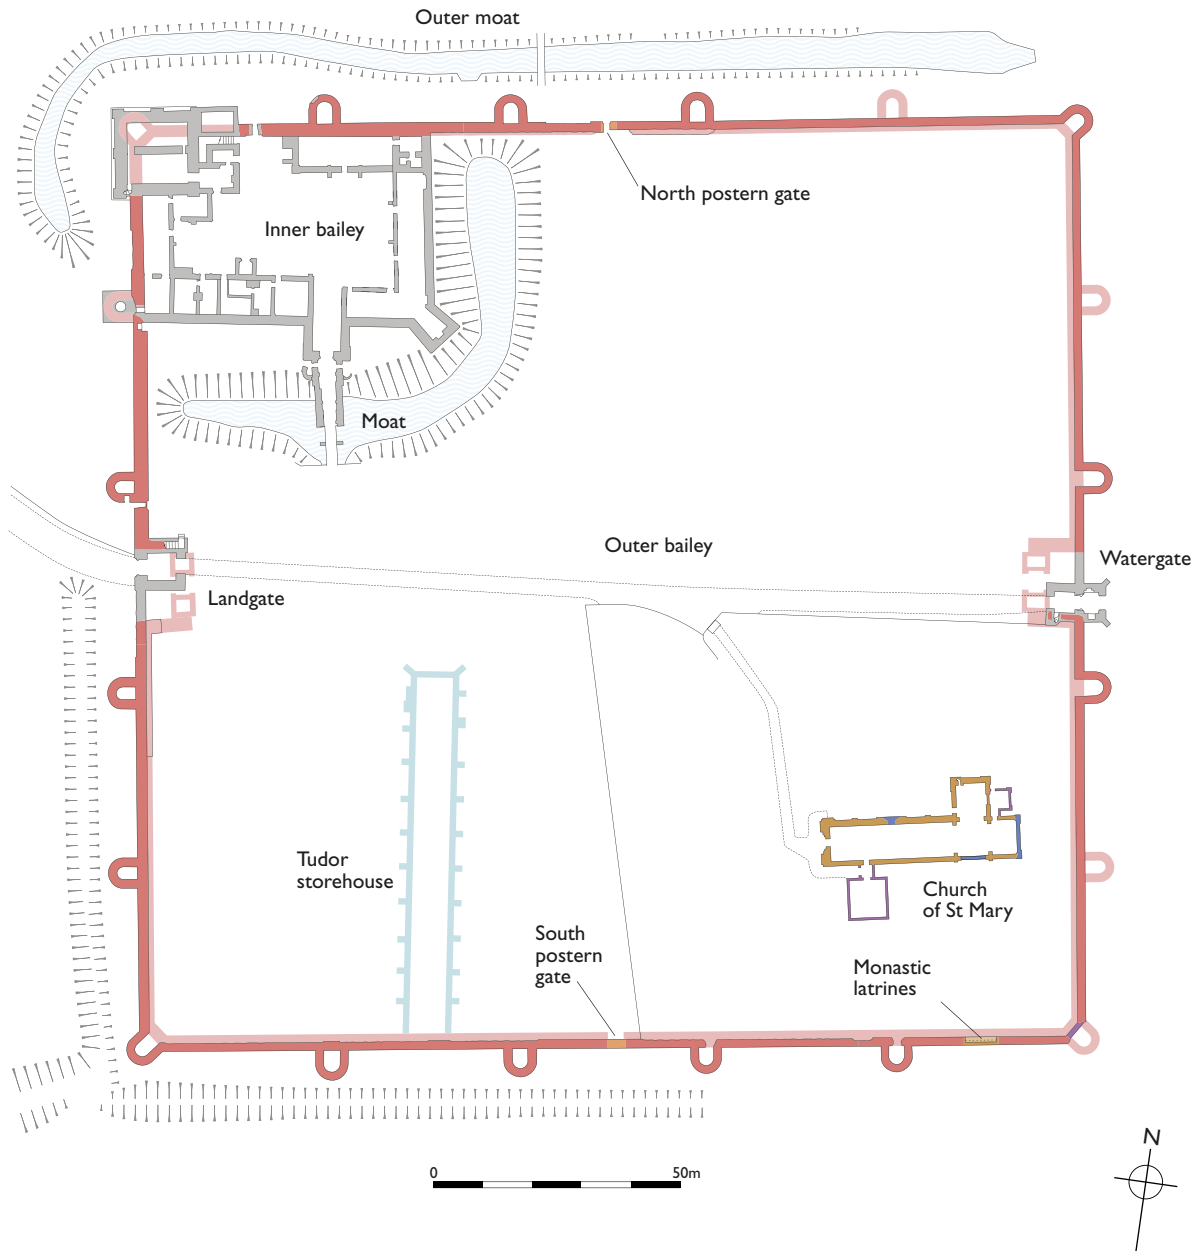 Outer moat
North postern gate
Inner bailey
Moat
Outer bailey
Watergate
Landgate
Tudor
storehouse
Church
of St Mary
South
postern
gate
Monastic
latrines
N
0
50m